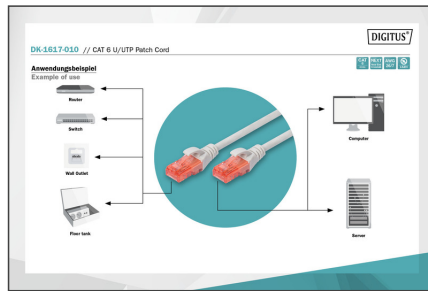 DIGITUS®
DK-1617-010 // CAT 6 U/UTP Patch Cord
Anwendungsbeispiel
Example of use
Router
Switch
Wall Outlet
Floor tank
Computer
Server